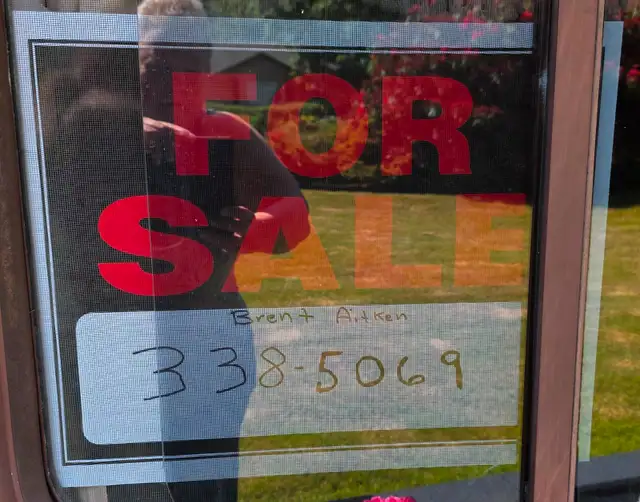 FOR
SALE
Brent Aitken
338-5069